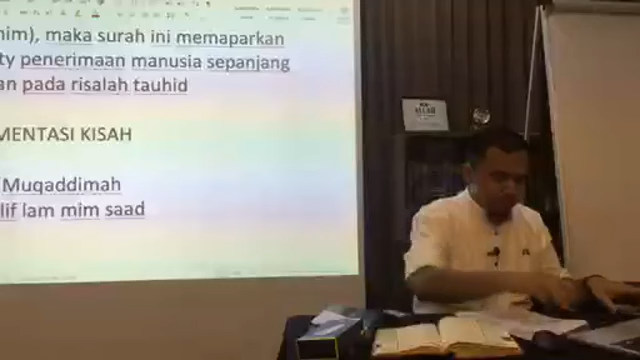 him), maka surah ini memaparkan
ty penerimaan manusia sepanjang
an pada risalah tauhid
MENTASI KISAH
Muqaddimah
lif lam mim saad
ALLAH